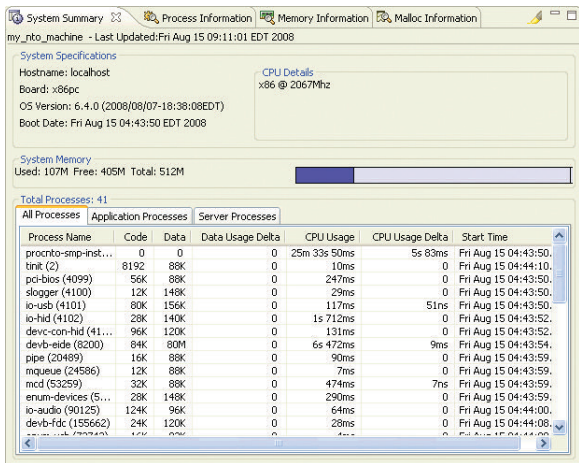 System Summary Process Information Memory Information Malloc Information
my_nto_machine - Last Updated:Fri Aug 15 09:11:01 EDT 2008
System Specifications
Hostname: localhost
Board: x86pc
OS Version: 6.4.0 (2008/08/07-18:38:08EDT)
Boot Date: Fri Aug 15 04:43:50 EDT 2008
CPU Details
x86 @ 2067Mhz
System Memory
Used: 107M Free: 405M Total: 512M
Total Processes: 41
All Processes Application Processes Server Processes
Process Name Code Data Data Usage Delta CPU Usage CPU Usage Delta Start Time
procnto-smp-inst... 0 0 0 25m 33s 50ms 5s 83ms Fri Aug 15 04:43:50.
tinit (2) 8192 88K 0 10ms 0 Fri Aug 15 04:44:10.
pci-bios (4099) 56K 88K 0 247ms 0 Fri Aug 15 04:43:50.
slogger (4100) 12K 148K 0 29ms 0 Fri Aug 15 04:43:50.
io-usb (4101) 80K 156K 0 117ms 51ns Fri Aug 15 04:43:50.
io-hid (4102) 28K 140K 0 1s 712ms 0 Fri Aug 15 04:43:52.
devc-con-hid (41... 96K 120K 0 131ms 0 Fri Aug 15 04:43:52.
devb-eide (8200) 84K 80M 0 6s 472ms 9ms Fri Aug 15 04:43:54.
pipe (20489) 16K 88K 0 90ms 0 Fri Aug 15 04:43:59.
mqueue (24586) 12K 88K 0 7ms 0 Fri Aug 15 04:43:59.
mcd (53259) 32K 88K 0 474ms 7ns Fri Aug 15 04:43:59.
enum-devices (5... 28K 148K 0 290ms 0 Fri Aug 15 04:43:59.
io-audio (90125) 124K 96K 0 64ms 0 Fri Aug 15 04:44:00.
devb-fdc (155662) 24K 120K 0 28ms 0 Fri Aug 15 04:44:08.